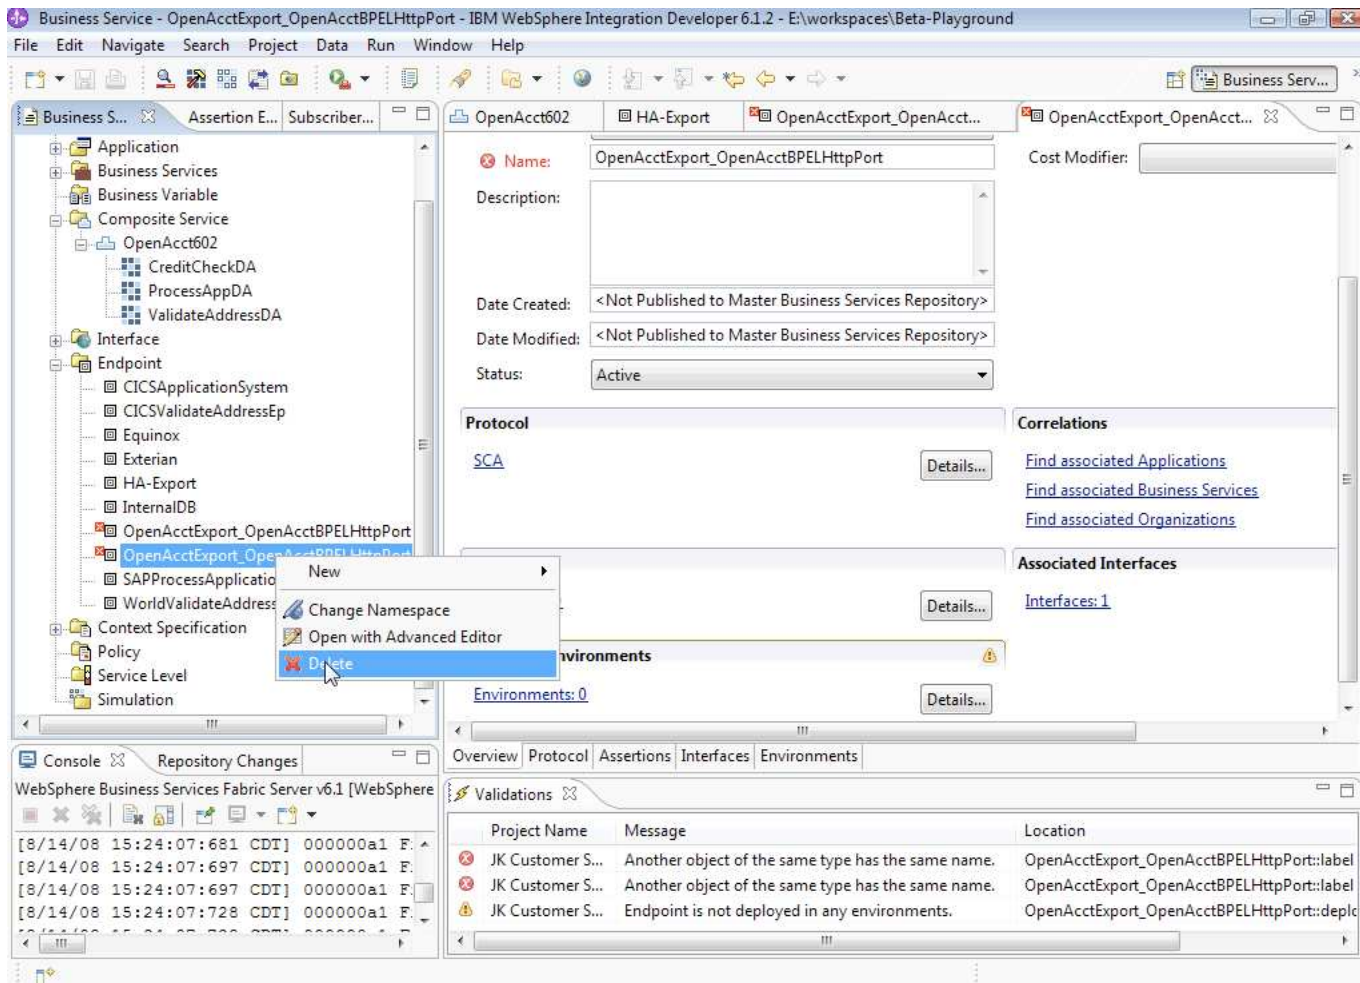 Business Service - OpenAcctExport_OpenAcctBPELHttpPort - IBM WebSphere Integration Developer 6.1.2 - E:\workspaces\Beta-Playground
File Edit Navigate Search Project Data Run Window Help
Business Serv...
Business S... Assertion E... Subscriber...
Application
Business Services
Business Variable
Composite Service
OpenAcct602
CreditCheckDA
ProcessAppDA
ValidateAddressDA
Interface
Endpoint
CICSApplicationSystem
CICSValidateAddressEp
Equinox
Exterian
HA-Export
InternalDB
OpenAcctExport_OpenAcctBPELHttpPort
OpenAcctExport_OpenAcctBPELHttpPort
SAPProcessApplicatio
WorldValidateAddress
Context Specification
Policy
Service Level
Simulation
New
Change Namespace
Open with Advanced Editor
Delete
OpenAcct602 HA-Export OpenAcctExport_OpenAcct... OpenAcctExport_OpenAcct...
Name: OpenAcctExport_OpenAcctBPELHttpPort Cost Modifier:
Description:
Date Created: <Not Published to Master Business Services Repository>
Date Modified: <Not Published to Master Business Services Repository>
Status: Active
Protocol
SCA Details...
Correlations
Find associated Applications
Find associated Business Services
Find associated Organizations
Associated Interfaces
Details... Interfaces: 1
vironments
Environments: 0 Details...
Overview Protocol Assertions Interfaces Environments
Console Repository Changes
WebSphere Business Services Fabric Server v6.1 [WebSphere
[8/14/08 15:24:07:681 CDT] 000000a1 F
[8/14/08 15:24:07:697 CDT] 000000a1 F
[8/14/08 15:24:07:697 CDT] 000000a1 F
[8/14/08 15:24:07:728 CDT] 000000a1 F
Validations
Project Name Message Location
JK Customer S... Another object of the same type has the same name. OpenAcctExport_OpenAcctBPELHttpPort::label
JK Customer S... Another object of the same type has the same name. OpenAcctExport_OpenAcctBPELHttpPort::label
JK Customer S... Endpoint is not deployed in any environments. OpenAcctExport_OpenAcctBPELHttpPort::deplo